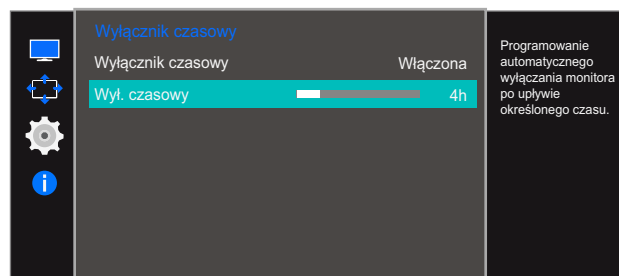 Wyłącznik czasowy
Wyłącznik czasowy Włączona
Wył. czasowy 4h
Programowanie
automatycznego
wyłączania monitora
po upływie
określonego czasu.